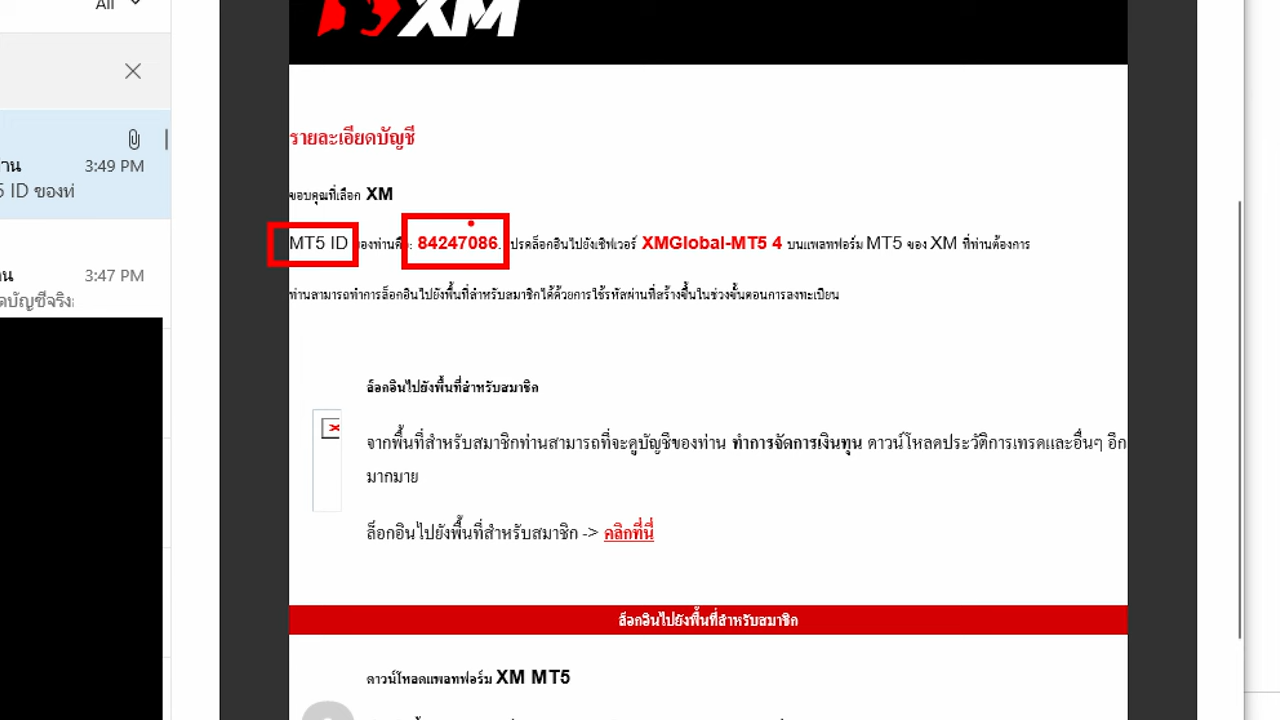 All
XM
รายละเอียดบัญชี
ขอบคุณที่เลือก XM
3:49 PM
5 ID ของท่
MT5 ID ของท่านคือ: 84247086. โปรดล็อกอินไปยังเซิฟเวอร์ XMGlobal-MT5 4 บนแพลทฟอร์ม MT5 ของ XM ที่ท่านต้องการ
3:47 PM
ท่านสามารถทำการล็อกอินไปยังพื้นที่สำหรับสมาชิกได้ด้วยการใช้รหัสผ่านที่สร้างขึ้นในช่วงขั้นตอนการลงทะเบียน
ดบัญชีจริง
ล็อกอินไปยังพื้นที่สำหรับสมาชิก
จากพื้นที่สำหรับสมาชิกท่านสามารถที่จะดูบัญชีของท่าน ทำการจัดการเงินทุน ดาวน์โหลดประวัติการเทรดและอื่นๆ อีก
มากมาย
ล็อกอินไปยังพื้นที่สำหรับสมาชิก -> คลิกที่นี่
ล็อกอินไปยังพื้นที่สำหรับสมาชิก
ดาวน์โหลดแพลทฟอร์ม XM MT5